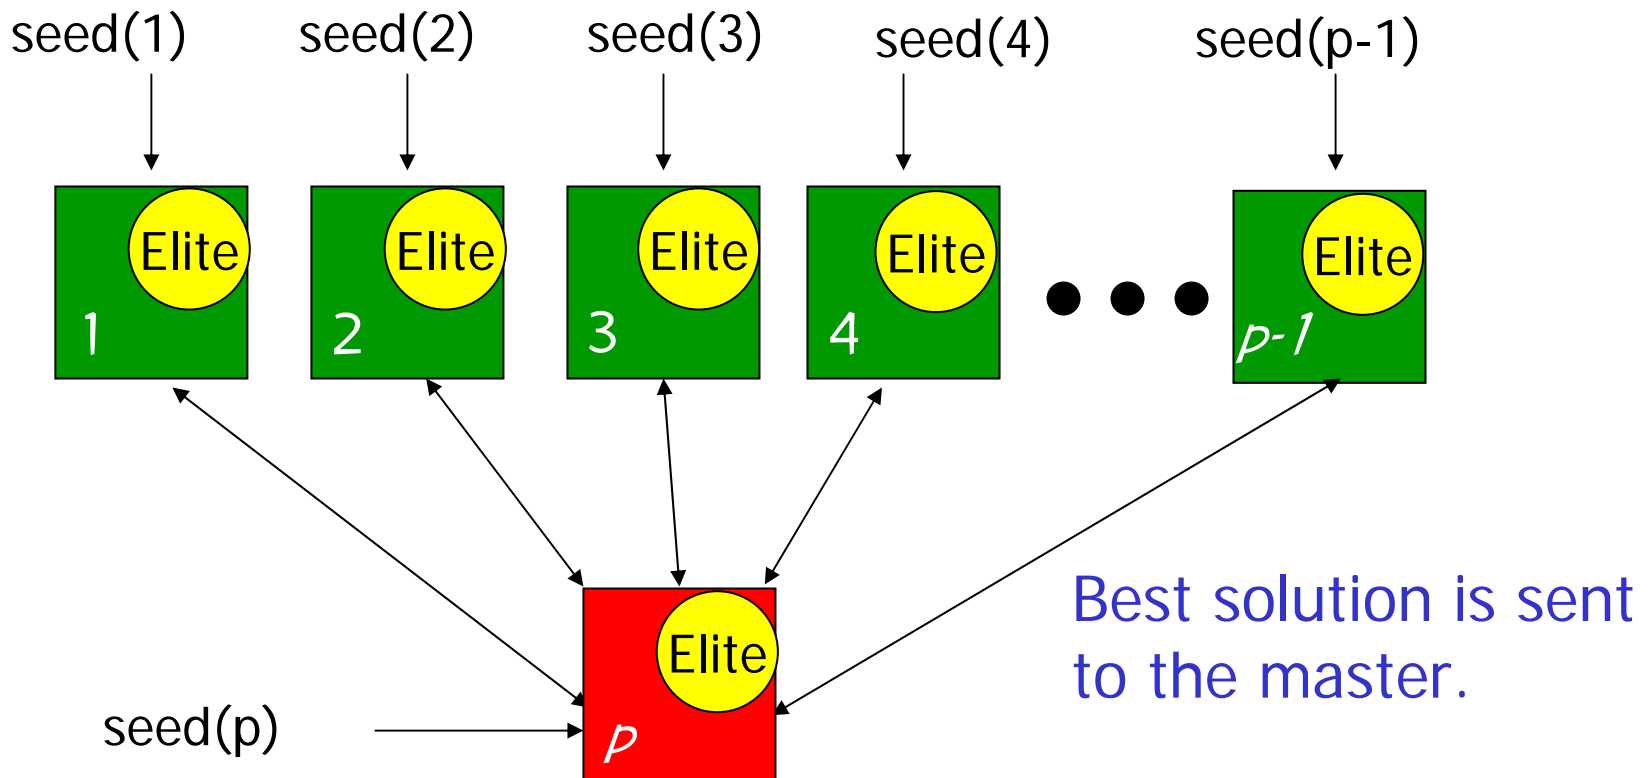 seed(1) seed(2) seed(3) seed(4) seed(p-1)
Elite Elite Elite Elite Elite
1 2 3 4 p-1
Best solution is sent
to the master.
Elite
seed(p)
p